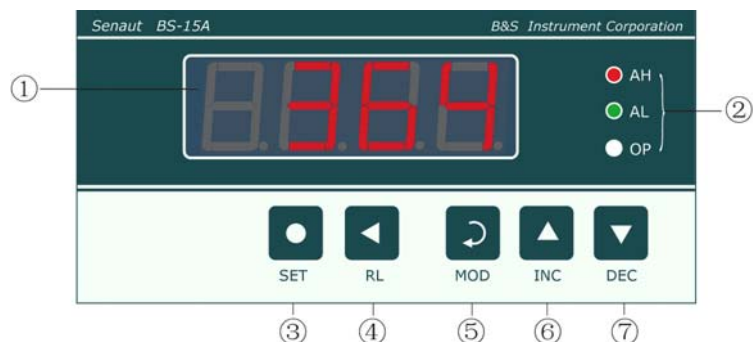 Senaut BS-15A B&S Instrument Corporation
① 364 AH
AL ②
OP
SET RL MOD INC DEC
③ ④ ⑤ ⑥ ⑦